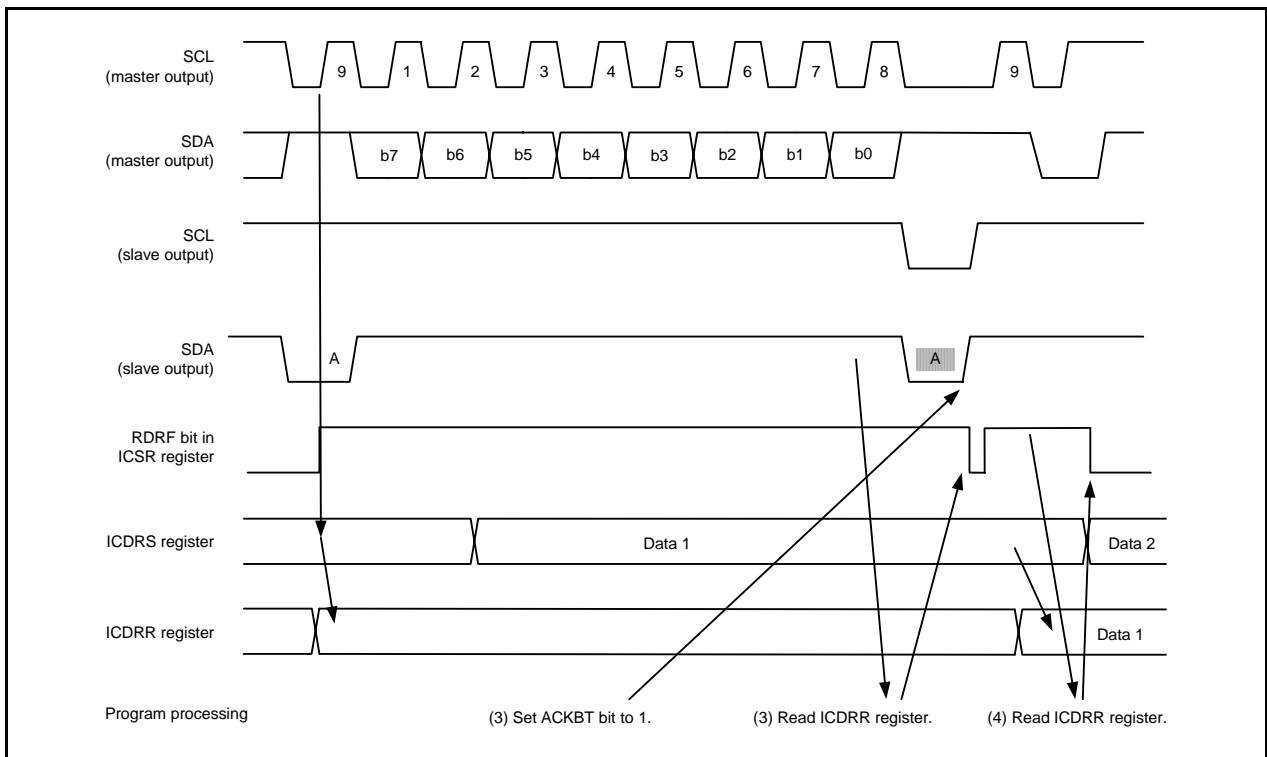 SCL
(master output)
9 1 2 3 4 5 6 7 8 9
SDA
(master output)
b7 b6 b5 b4 b3 b2 b1 b0
SCL
(slave output)
SDA
(slave output)
A A
RDRF bit in
ICSR register
ICDRS register
Data 1 Data 2
ICDRR register
Data 1
Program processing
(3) Set ACKBT bit to 1. (3) Read ICDRR register. (4) Read ICDRR register.